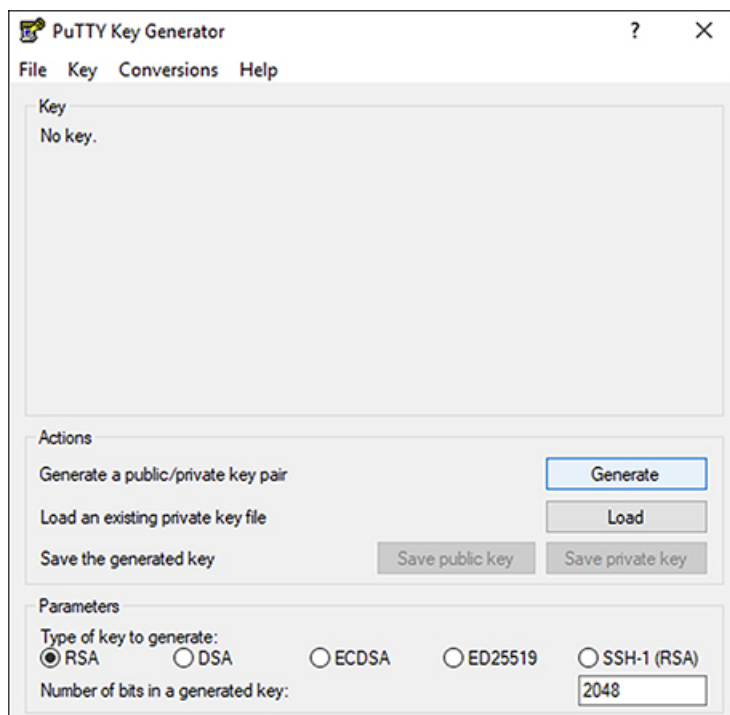 PuTTY Key Generator ?
File Key Conversions Help
Key
No key.
Actions
Generate a public/private key pair Generate
Load an existing private key file Load
Save the generated key Save public key Save private key
Parameters
Type of key to generate:
RSA DSA ECDSA ED25519 SSH-1 (RSA)
Number of bits in a generated key: 2048